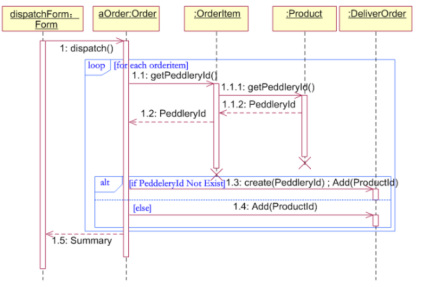 dispatchForm:
Form
aOrder:Order
:OrderItem
:Product
:DeliverOrder
1: dispatch()
loop [for each orderitem]
1.1: getPeddleryId()
1.1.1: getPeddleryId()
1.1.2: PeddleryId
1.2: PeddleryId
alt [if PeddeleryId Not Exist]
1.3: create(PeddleryId) ; Add(ProductId)
[else]
1.4: Add(ProductId)
1.5: Summary